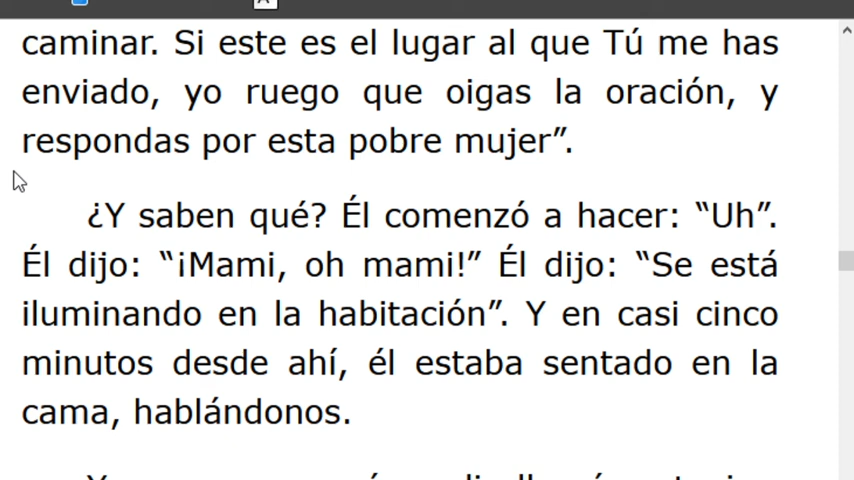 caminar. Si este es el lugar al que Tú me has
enviado, yo ruego que oigas la oración, y
respondas por esta pobre mujer”.
¿Y saben qué? Él comenzó a hacer: “Uh”.
Él dijo: “¡Mami, oh mami!” Él dijo: “Se está
iluminando en la habitación”. Y en casi cinco
minutos desde ahí, él estaba sentado en la
cama, hablándonos.